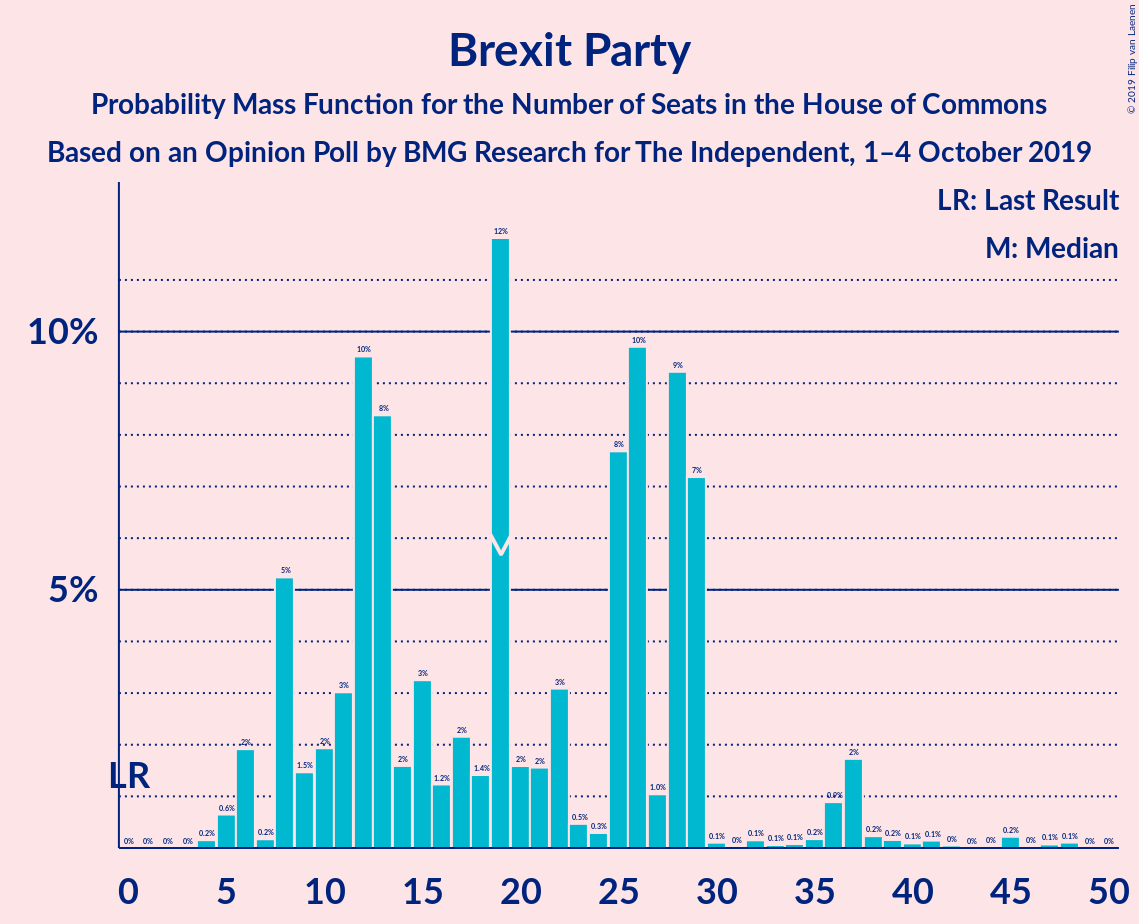 Brexit Party
Probability Mass Function for the Number of Seats in the House of Commons
Based on an Opinion Poll by BMG Research for The Independent, 1–4 October 2019
© 2019 Filip van Laenen
LR: Last Result
M: Median
10%
5%
LR
0% 0% 0% 0% 0.2% 0.6% 2% 0.2% 5% 1.5% 2% 3% 10% 8% 2% 3% 1.2% 2% 1.4% 12% 2% 2% 3% 0.5% 0.3% 8% 10% 1.0% 9% 7% 0.1% 0% 0.1% 0.1% 0.1% 0.2% 0.9% 2% 0.2% 0.2% 0.1% 0.1% 0% 0% 0% 0.2% 0% 0.1% 0.1% 0% 0%
0 5 10 15 20 25 30 35 40 45 50